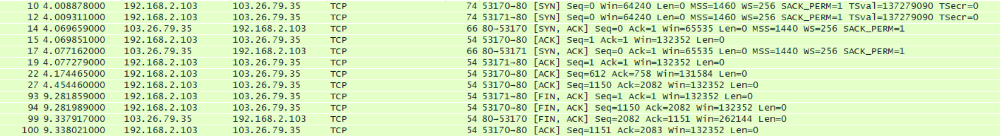 10 4.008878000 192.168.2.103 103.26.79.35 TCP 74 53170→80 [SYN] Seq=0 Win=64240 Len=0 MSS=1460 WS=256 SACK_PERM=1 TSval=137279090 TSecr=0
12 4.009311000 192.168.2.103 103.26.79.35 TCP 74 53171→80 [SYN] Seq=0 Win=64240 Len=0 MSS=1460 WS=256 SACK_PERM=1 TSval=137279090 TSecr=0
14 4.069659000 103.26.79.35 192.168.2.103 TCP 66 80→53170 [SYN, ACK] Seq=0 Ack=1 Win=65535 Len=0 MSS=1440 WS=256 SACK_PERM=1
15 4.069851000 192.168.2.103 103.26.79.35 TCP 54 53170→80 [ACK] Seq=1 Ack=1 Win=132352 Len=0
17 4.077162000 103.26.79.35 192.168.2.103 TCP 66 80→53171 [SYN, ACK] Seq=0 Ack=1 Win=65535 Len=0 MSS=1440 WS=256 SACK_PERM=1
19 4.077279000 192.168.2.103 103.26.79.35 TCP 54 53171→80 [ACK] Seq=1 Ack=1 Win=132352 Len=0
22 4.174465000 192.168.2.103 103.26.79.35 TCP 54 53170→80 [ACK] Seq=612 Ack=758 Win=131584 Len=0
27 4.454460000 192.168.2.103 103.26.79.35 TCP 54 53170→80 [ACK] Seq=1150 Ack=2082 Win=132352 Len=0
93 9.281859000 192.168.2.103 103.26.79.35 TCP 54 53171→80 [FIN, ACK] Seq=1 Ack=1 Win=132352 Len=0
94 9.281989000 192.168.2.103 103.26.79.35 TCP 54 53170→80 [FIN, ACK] Seq=1150 Ack=2082 Win=132352 Len=0
99 9.337917000 103.26.79.35 192.168.2.103 TCP 54 80→53170 [FIN, ACK] Seq=2082 Ack=1151 Win=262144 Len=0
100 9.338021000 192.168.2.103 103.26.79.35 TCP 54 53170→80 [ACK] Seq=1151 Ack=2083 Win=132352 Len=0